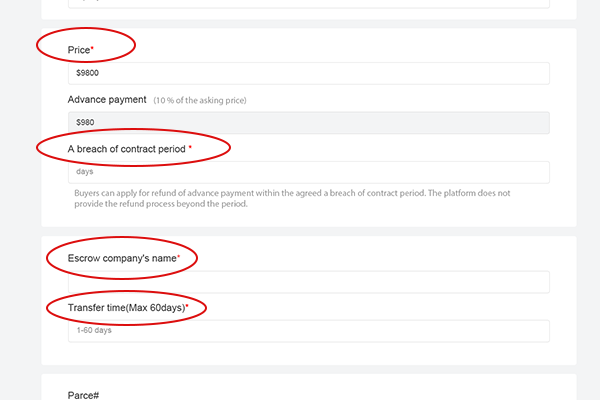 Price*
$9800
Advance payment (10 % of the asking price)
$980
A breach of contract period *
days
Buyers can apply for refund of advance payment within the agreed a breach of contract period. The platform does not
provide the refund process beyond the period.
Escrow company's name*
Transfer time(Max 60days)*
1-60 days
Parce#